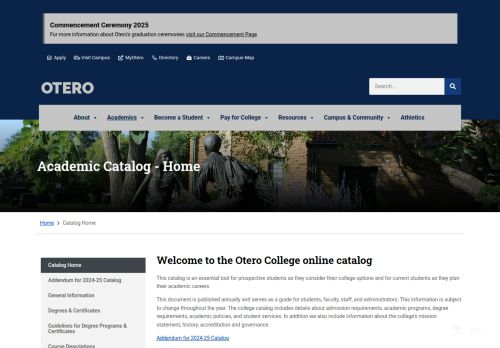 Commencement Ceremony 2025
For more information about Otero's graduation ceremonies visit our Commencement Page
Apply Visit Campus MyOtero Directory Careers Campus Map
OTERO
Search...
About Academics Become a Student Pay for College Resources Campus & Community Athletics
Academic Catalog - Home
Home Catalog Home
Catalog Home
Addendum for 2024-25 Catalog
General Information
Degrees & Certificates
Guidelines for Degree Programs &
Certificates
Course Descriptions
Welcome to the Otero College online catalog
This catalog is an essential tool for prospective students as they consider their college options and for current students as they plan
their academic careers.
This document is published annually and serves as a guide for students, faculty, staff, and administrators. This information is subject
to change throughout the year. The college catalog includes details about admission requirements, academic programs, degree
requirements, academic policies, and student services. In addition we also include information about the college's mission
statement, history, accreditation and governance.
Addendum for 2024-25 Catalog